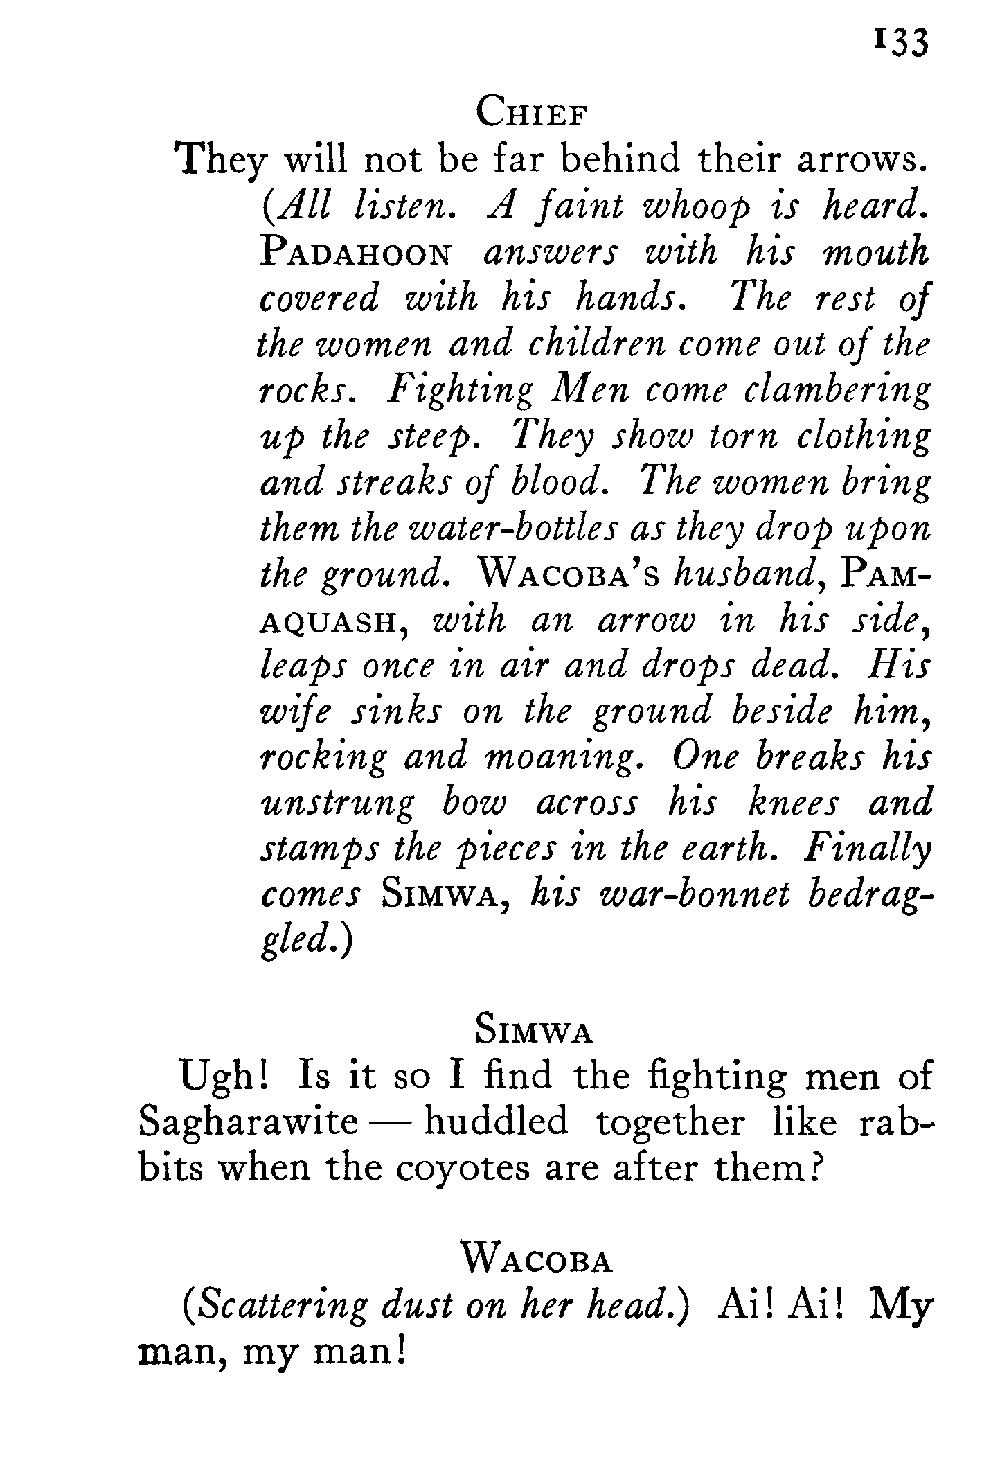 133
Chief
They will not be far behind their arrows.
(All listen. A faint whoop is heard.
Padahoon answers with his mouth
covered with his hands. The rest of
the women and children come out of the
rocks. Fighting Men come clambering
up the steep. They show torn clothing
and streaks of blood. The women bring
them the water-bottles as they drop upon
the ground. Wacoba's husband, Pam-
aquash, with an arrow in his side,
leaps once in air and drops dead. His
wife sinks on the ground beside him,
rocking and moaning. One breaks his
unstrung bow across his knees and
stamps the pieces in the earth. Finally
comes Simwa, his war-bonnet bedrag-
gled.)
Simwa
Ugh! Is it so I find the fighting men of
Sagharawite — huddled together like rab-
bits when the coyotes are after them?
Wacoba
(Scattering dust on her head.) Ai! Ai! My
man, my man!